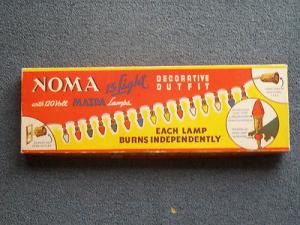 NOMA 15 Light DECORATIVE OUTFIT
with 120 Volt MAZDA Lamps
EACH LAMP
BURNS INDEPENDENTLY